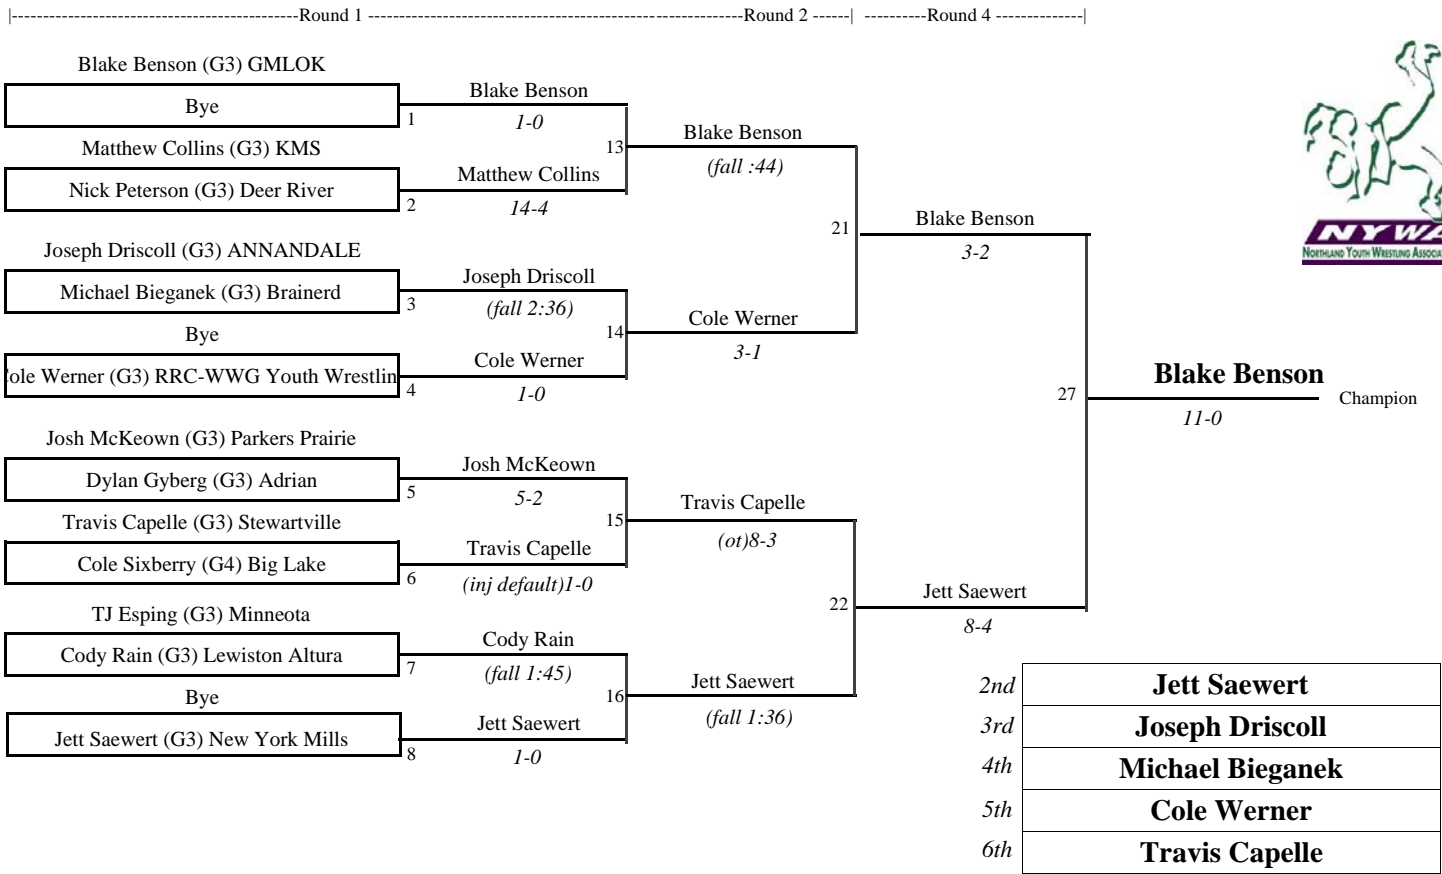 |----------------------------------------------Round 1 ------------------------------------------------------------Round 2 ------| ----------Round 4 --------------|
Blake Benson (G3) GMLOK
Bye
1
Matthew Collins (G3) KMS
Nick Peterson (G3) Deer River
2
Joseph Driscoll (G3) ANNANDALE
Michael Bieganek (G3) Brainerd
3
Bye
ole Werner (G3) RRC-WWG Youth Wrestlin
4
Josh McKeown (G3) Parkers Prairie
Dylan Gyberg (G3) Adrian
5
Travis Capelle (G3) Stewartville
Cole Sixberry (G4) Big Lake
6
TJ Esping (G3) Minneota
Cody Rain (G3) Lewiston Altura
7
Bye
Jett Saewert (G3) New York Mills
8
Blake Benson
1-0
13
Matthew Collins
14-4
Joseph Driscoll
(fall 2:36)
14
Cole Werner
1-0
Josh McKeown
5-2
15
Travis Capelle
(inj default)1-0
Cody Rain
(fall 1:45)
16
Jett Saewert
1-0
Blake Benson
(fall :44)
21
Cole Werner
3-1
Travis Capelle
(ot)8-3
22
Jett Saewert
(fall 1:36)
Blake Benson
3-2
27
Jett Saewert
8-4
Blake Benson
Champion
11-0
NYWA
NORTHLAND YOUTH WRESTLING ASSOCIA
2nd Jett Saewert
3rd Joseph Driscoll
4th Michael Bieganek
5th Cole Werner
6th Travis Capelle